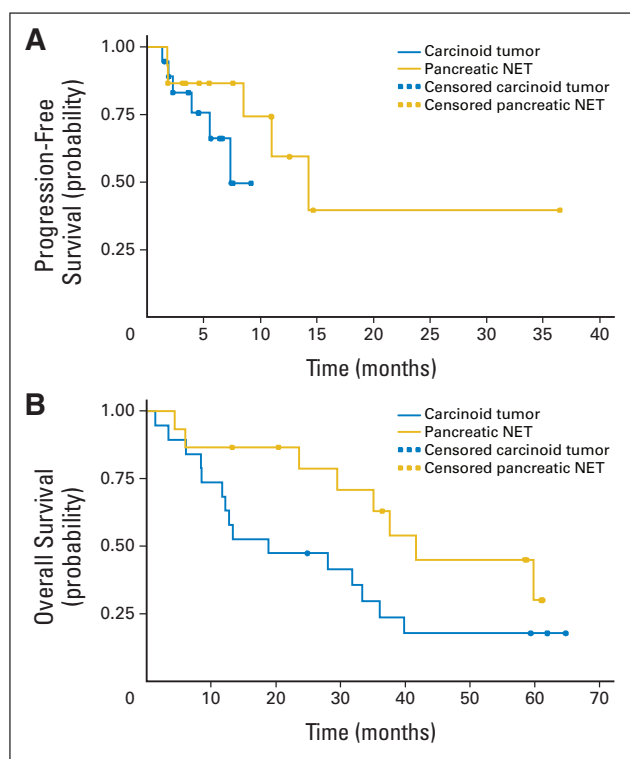 A
Carcinoid tumor
Pancreatic NET
Censored carcinoid tumor
Censored pancreatic NET
Progression-Free
Survival (probability)
1.00
0.75
0.50
0.25
0
5
10
15
20
25
30
35
40
Time (months)
B
Carcinoid tumor
Pancreatic NET
Censored carcinoid tumor
Censored pancreatic NET
Overall Survival
(probability)
1.00
0.75
0.50
0.25
0
10
20
30
40
50
60
70
Time (months)